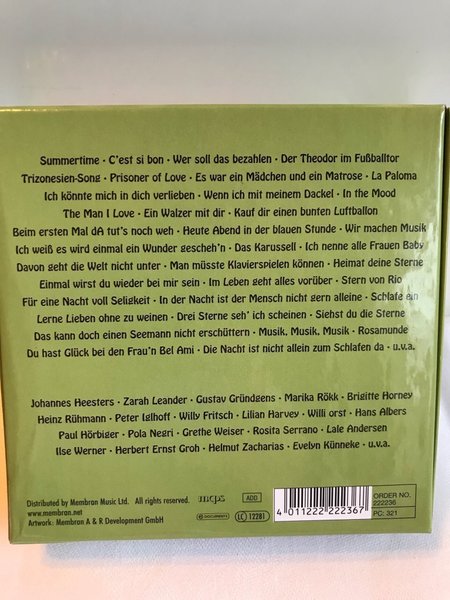 Summertime · C'est si bon · Wer soll das bezahlen · Der Theodor im Fußballtor
Trizonesien-Song · Prisoner of Love · Es war ein Mädchen und ein Matrose · La Paloma
Ich könnte mich in dich verlieben · Wenn ich mit meinem Dackel · In the Mood
The Man I Love · Ein Walzer mit dir · Kauf dir einen bunten Luftballon
Beim ersten Mal dA tut's noch weh · Heute Abend in der blauen Stunde · Wir machen Musik
Ich weiß es wird einmal ein Wunder gescheh'n · Das Karussell · Ich nenne alle Frauen Baby
Davon geht die Welt nicht unter · Man müsste Klavierspielen können · Heimat deine Sterne
Einmal wirst du wieder bei mir sein · Im Leben geht alles vorüber · Stern von Rio
Für eine Nacht voll Seligkeit · In der Nacht ist der Mensch nicht gern alleine · Schlafe ein
Lerne Lieben ohne zu weinen · Drei Sterne seh' ich scheinen · Siehst du die Sterne
Das kann doch einen Seemann nicht erschüttern · Musik, Musik, Musik · Rosamunde
Du hast Glück bei den Frau'n Bel Ami · Die Nacht ist nicht allein zum Schlafen da · u.v.a.
Johannes Heesters · Zarah Leander · Gustav Gründgens · Marika Rökk · Brigitte Horney
Heinz Rühmann · Peter Iglhoff · Willy Fritsch · Lilian Harvey · Willi orst · Hans Albers
Paul Hörbiger · Pola Negri · Grethe Weiser · Rosita Serrano · Lale Andersen
Ilse Werner · Herbert Ernst Groh · Helmut Zacharias · Evelyn Künneke · u.v.a.
Distributed by Membran Music Ltd. All rights reserved.
www.membran.net
Artwork: Membran A & R Development GmbH
mcps
ADD
DOCUMENTS
LC 12281
4 011222 222367
ORDER NO.
222236
PC: 321